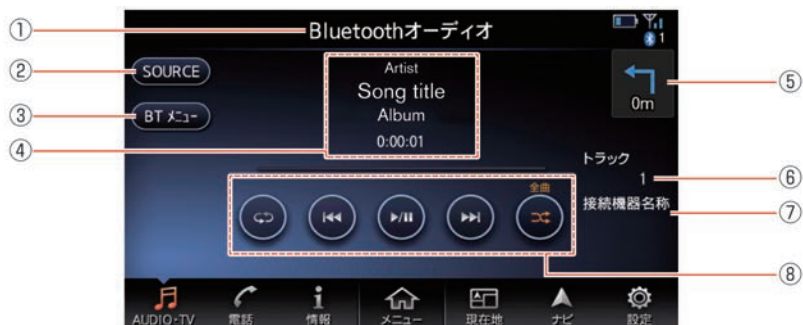 ① Bluetoothオーディオ
1
② SOURCE
③ BT メニュー
④
Artist
Song title
Album
0:00:01
⑤
0m
トラック
⑥ 1
⑦ 接続機器名称
全曲
⑧
AUDIO・TV 電話 情報 メニュー 現在地 ナビ 設定